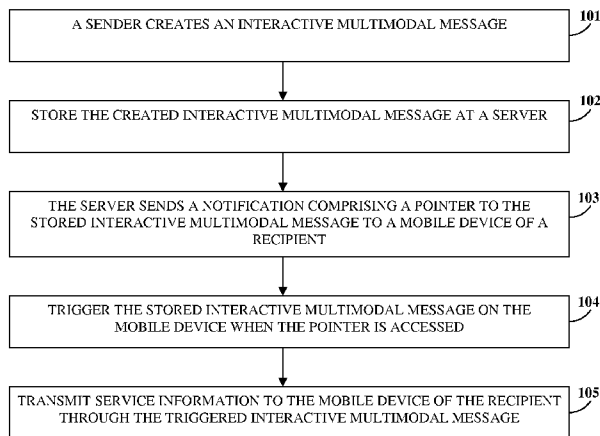 A SENDER CREATES AN INTERACTIVE MULTIMODAL MESSAGE
101
STORE THE CREATED INTERACTIVE MULTIMODAL MESSAGE AT A SERVER
102
THE SERVER SENDS A NOTIFICATION COMPRISING A POINTER TO THE
STORED INTERACTIVE MULTIMODAL MESSAGE TO A MOBILE DEVICE OF A
RECIPIENT
103
TRIGGER THE STORED INTERACTIVE MULTIMODAL MESSAGE ON THE
MOBILE DEVICE WHEN THE POINTER IS ACCESSED
104
TRANSMIT SERVICE INFORMATION TO THE MOBILE DEVICE OF THE RECIPIENT
THROUGH THE TRIGGERED INTERACTIVE MULTIMODAL MESSAGE
105